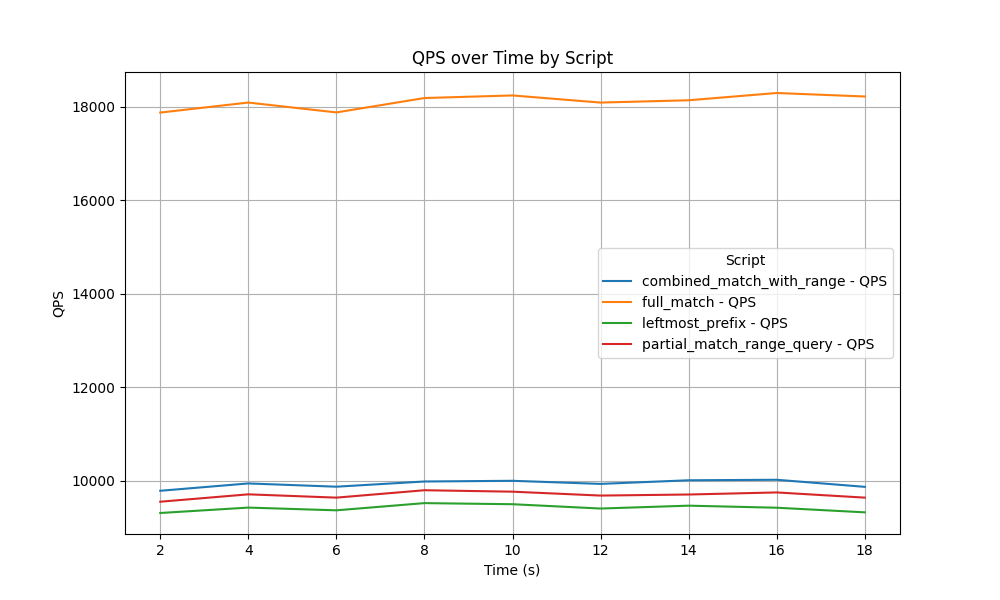 QPS over Time by Script
18000
16000
14000
12000
10000
QPS
Script
combined_match_with_range - QPS
full_match - QPS
leftmost_prefix - QPS
partial_match_range_query - QPS
2 4 6 8 10 12 14 16 18
Time (s)